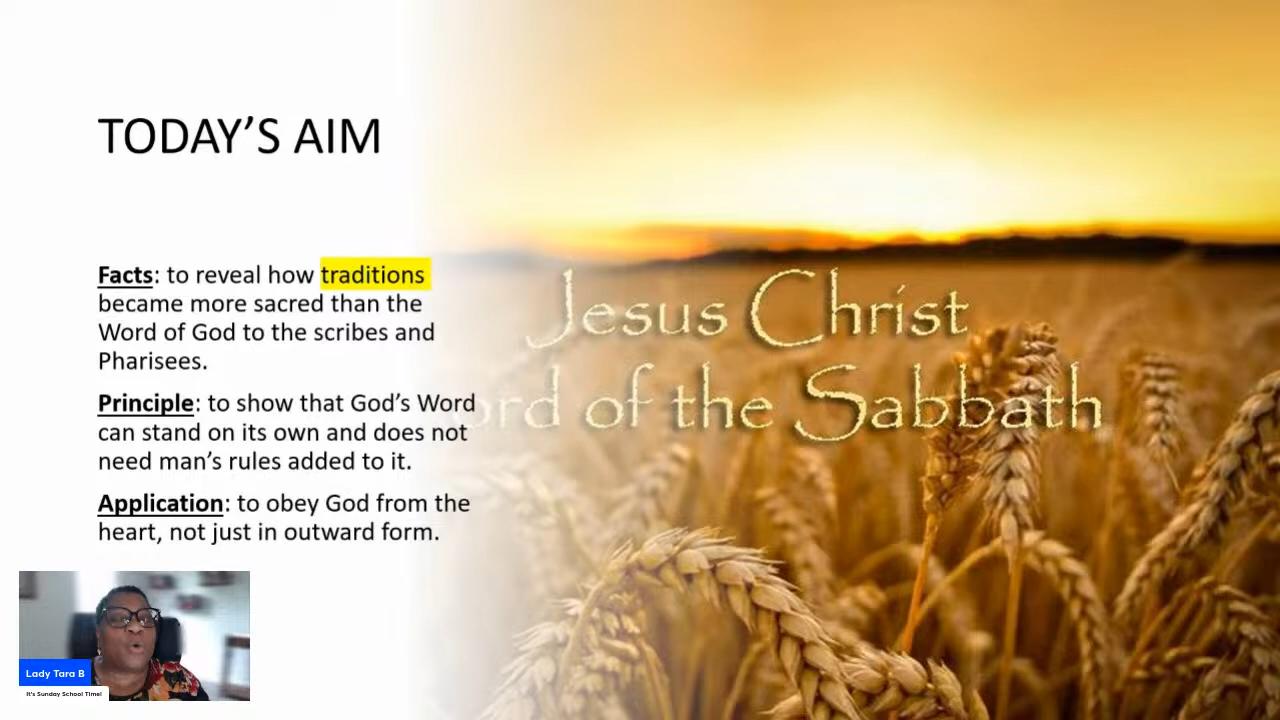 TODAY'S AIM
Facts: to reveal how traditions
became more sacred than the
Word of God to the scribes and
Pharisees.
Principle: to show that God's Word
can stand on its own and does not
need man's rules added to it.
Application: to obey God from the
heart, not just in outward form.
Jesus Christ
ord of the Sabbath
Lady Tara B
It's Sunday School Time!